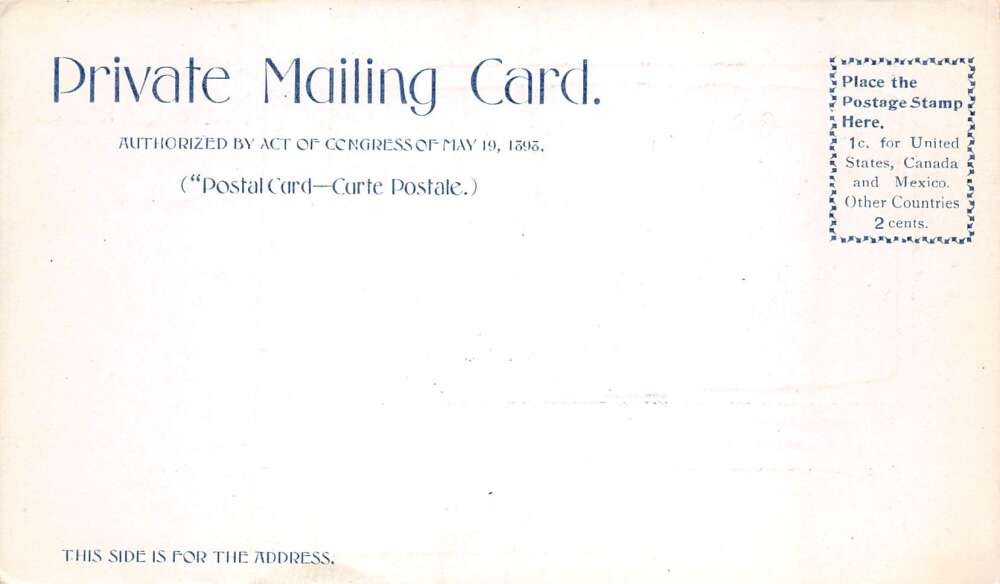 Private Mailing Card.
AUTHORIZED BY ACT OF CONGRESS OF MAY 19, 1898.
("Postal Card—Carte Postale.)
Place the
Postage Stamp
Here.
1c. for United
States, Canada
and Mexico.
Other Countries
2 cents.
THIS SIDE IS FOR THE ADDRESS.